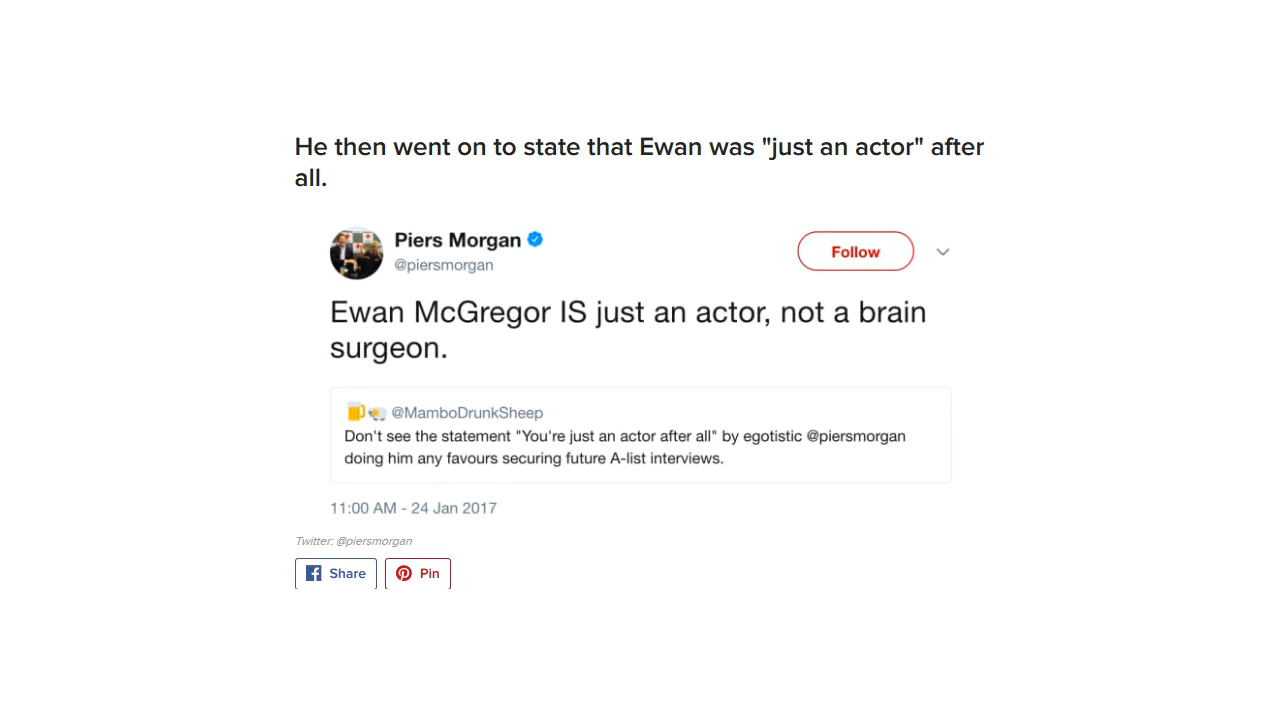 He then went on to state that Ewan was "just an actor" after
all.
Piers Morgan
@piersmorgan
Follow
Ewan McGregor IS just an actor, not a brain
surgeon.
🍺🐑 @MamboDrunkSheep
Don't see the statement "You're just an actor after all" by egotistic @piersmorgan
doing him any favours securing future A-list interviews.
11:00 AM - 24 Jan 2017
Twitter: @piersmorgan
Share
Pin